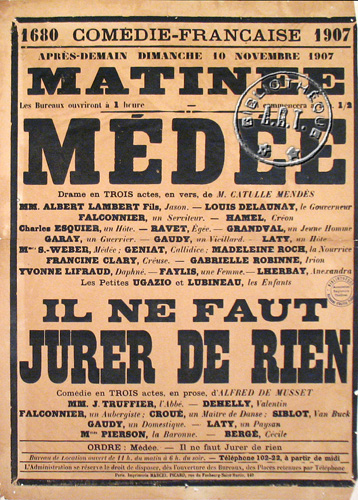 1680 COMÉDIE-FRANÇAISE 1907
APRÈS-DEMAIN DIMANCHE 10 NOVEMBRE 1907
MATINÉE
Les Bureaux ouvriront à 1 heure — commencera 1/2
BIBLIOTHÈQUE
MÉDÉE
Drame en TROIS actes, en vers, de M. CATULLE MENDÈS
MM. ALBERT LAMBERT Fils, Jason. — LOUIS DELAUNAY, le Gouverneur
FALCONNIER, un Serviteur. — HAMEL, Créon
Charles ESQUIER, un Hôte. — RAVET, Égée. — GRANDVAL, un Jeune Homme
GARAY, un Guerrier. — GAUDY, un Vieillard. — LATY, un Hôte
Mmes S.-WEBER, Médée; GENIAT, Callidice; MADELEINE ROCH, la Nourrice
FRANCINE CLARY, Créuse. — GABRIELLE ROBINNE, Irion
YVONNE LIFRAUD, Daphné. — FAYLIS, une Femme. — LHERBAY, Anexandra
Les Petites UGAZIO et LUBINEAU, les Enfants
IL NE FAUT
JURER DE RIEN
Comédie en TROIS actes, en prose, d'ALFRED DE MUSSET
MM. J. TRUFFIER, l'Abbé. — DEHELLY, Valentin
FALCONNIER, un Aubergiste; CROUÉ, un Maître de Danse; SIBLOT, Van Buck
GAUDY, un Domestique. — LATY, un Paysan
Mmes PIERSON, la Baronne. — BERGÉ, Cécile
ORDRE: Médée. — Il ne Faut Jurer de rien
Bureau de Location ouvert de 11 h. du matin à 6 h. du soir. — Téléphone 102-22, à partir de midi
L'Administration se réserve le droit de disposer, dès l'ouverture des Bureaux, des Places retenues par Téléphone